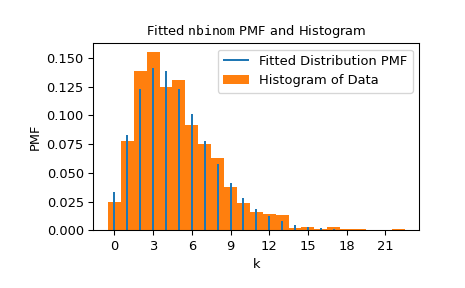 Fitted nbinom PMF and Histogram
Fitted Distribution PMF
Histogram of Data
PMF
0.150
0.125
0.100
0.075
0.050
0.025
0.000
0 3 6 9 12 15 18 21
k